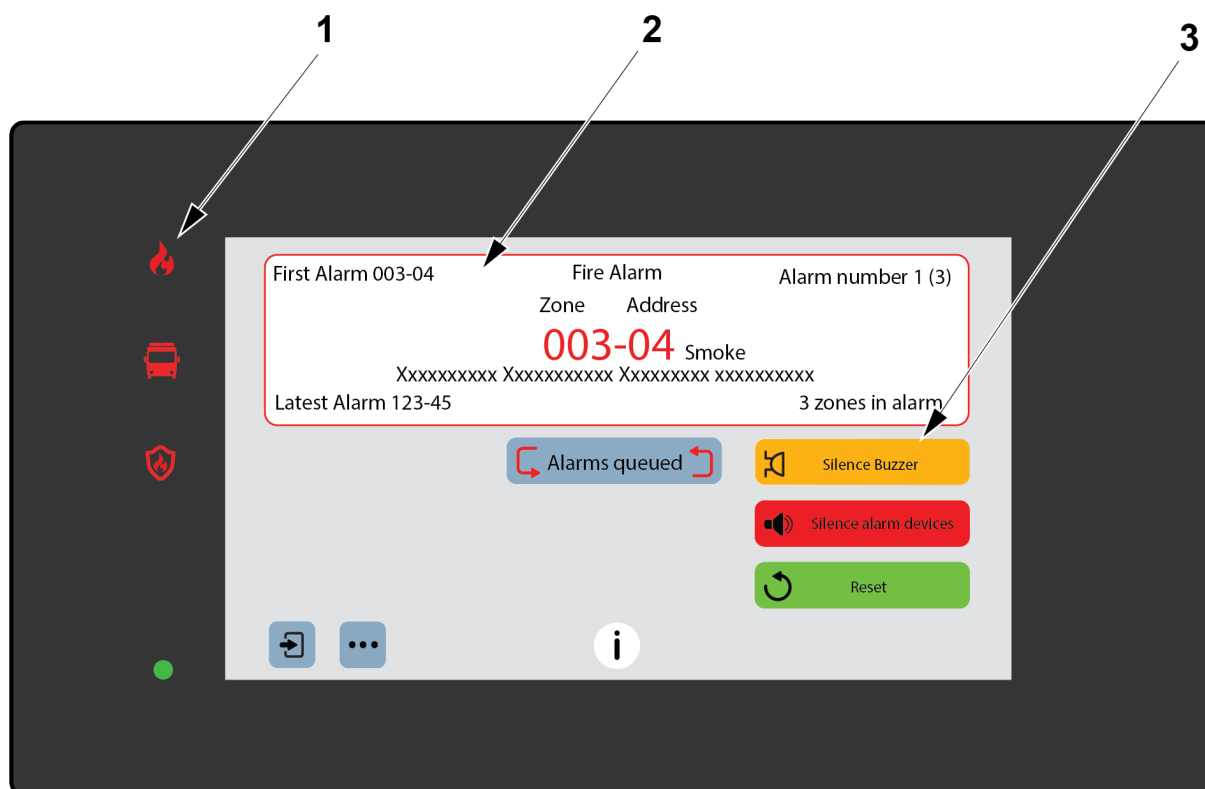 1
2
3
First Alarm 003-04
Fire Alarm
Alarm number 1 (3)
Zone
Address
003-04 Smoke
Xxxxxxxxxx Xxxxxxxxxxx Xxxxxxxxx xxxxxxxxxx
Latest Alarm 123-45
3 zones in alarm
Alarms queued
Silence Buzzer
Silence alarm devices
Reset
i